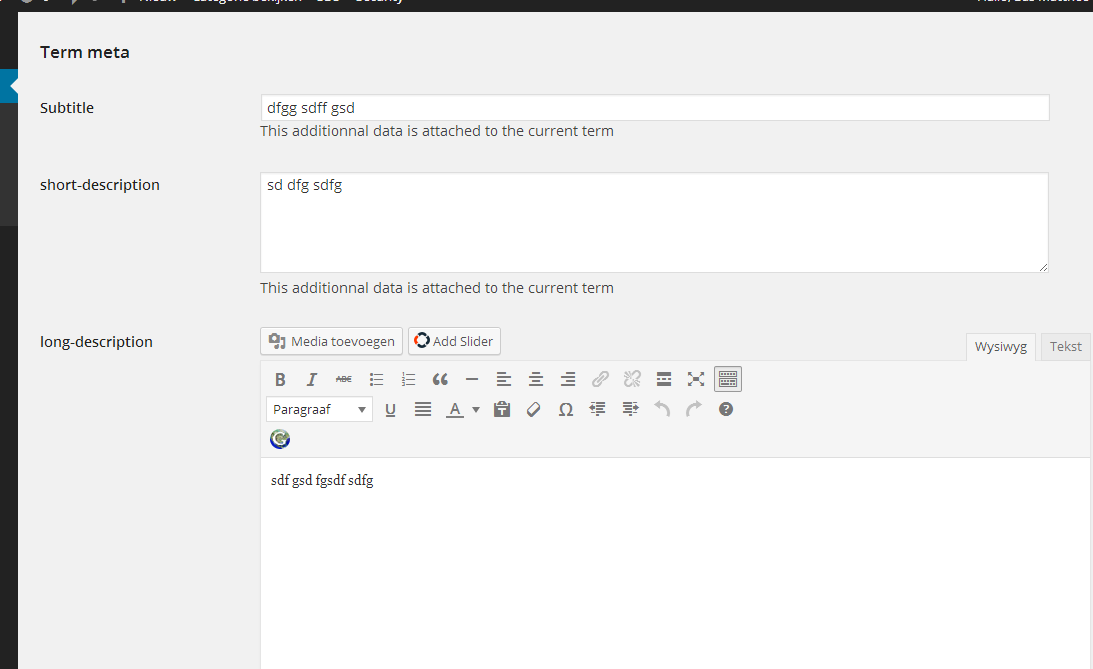 Term meta
Subtitle
dfgg sdff gsd
This additionnal data is attached to the current term
short-description
sd dfg sdfg
This additionnal data is attached to the current term
long-description
Media toevoegen
Add Slider
Wysiwyg
Tekst
B I ABC
Paragraaf U A Ω
sdf gsd fgsdf sdfg